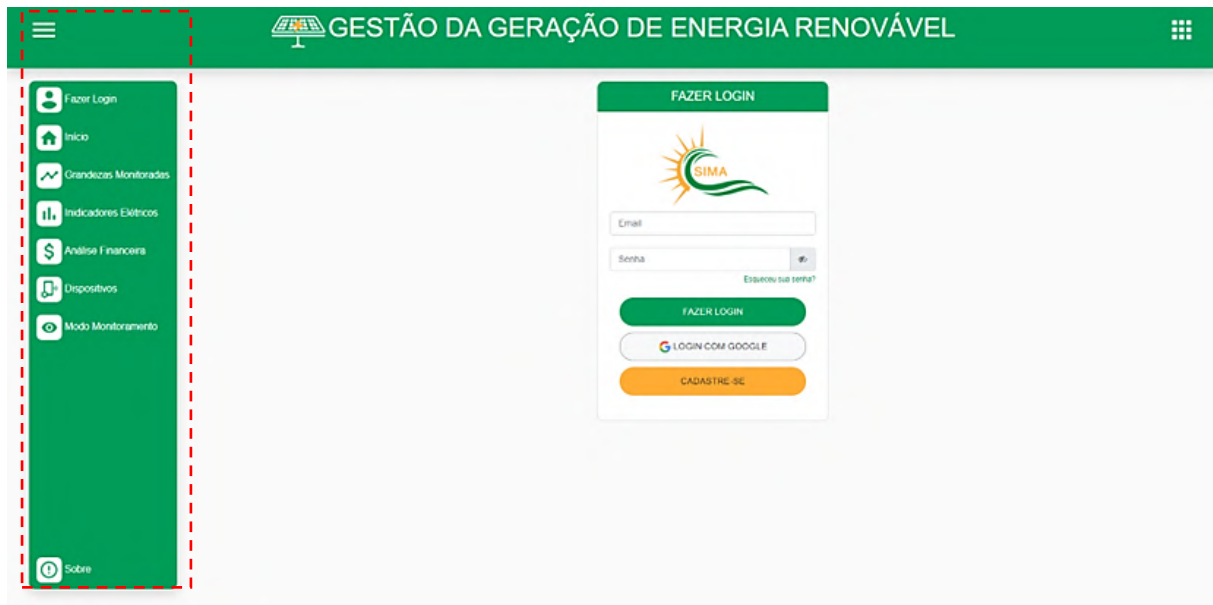 GESTÃO DA GERAÇÃO DE ENERGIA RENOVÁVEL
Fazer Login
Início
Grandezas Monitoradas
Indicadores Elétricos
Análise Financeira
Dispositivos
Modo Monitoramento
Sobre
FAZER LOGIN
SIMA
Email
Senha
Esqueceu sua senha?
FAZER LOGIN
LOGIN COM GOOGLE
CADASTRE-SE